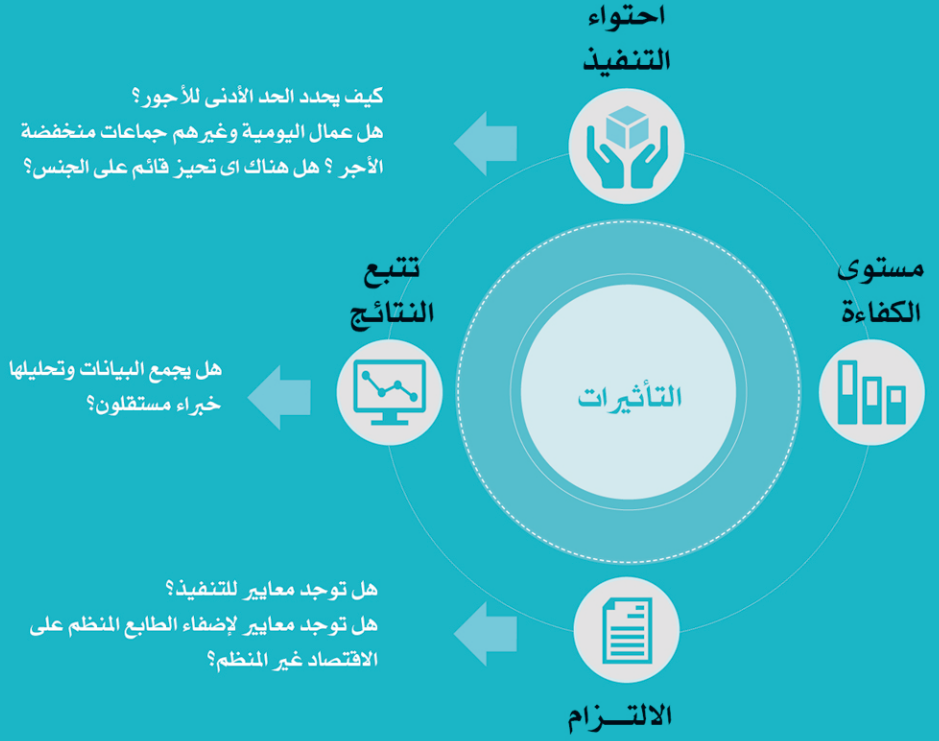 احتواء
التنفيذ
كيف يحدد الحد الأدنى للأجور؟
هل عمال اليومية وغيرهم جماعات منخفضة
الأجر ؟ هل هناك اى تحيز قائم على الجنس؟
مستوى
الكفاءة
تتبع
النتائج
هل يجمع البيانات وتحليلها
خبراء مستقلون؟
التأثيرات
هل توجد معايير للتنفيذ؟
هل توجد معايير لإضفاء الطابع المنظم على
الاقتصاد غير المنظم؟
الالتـــزام